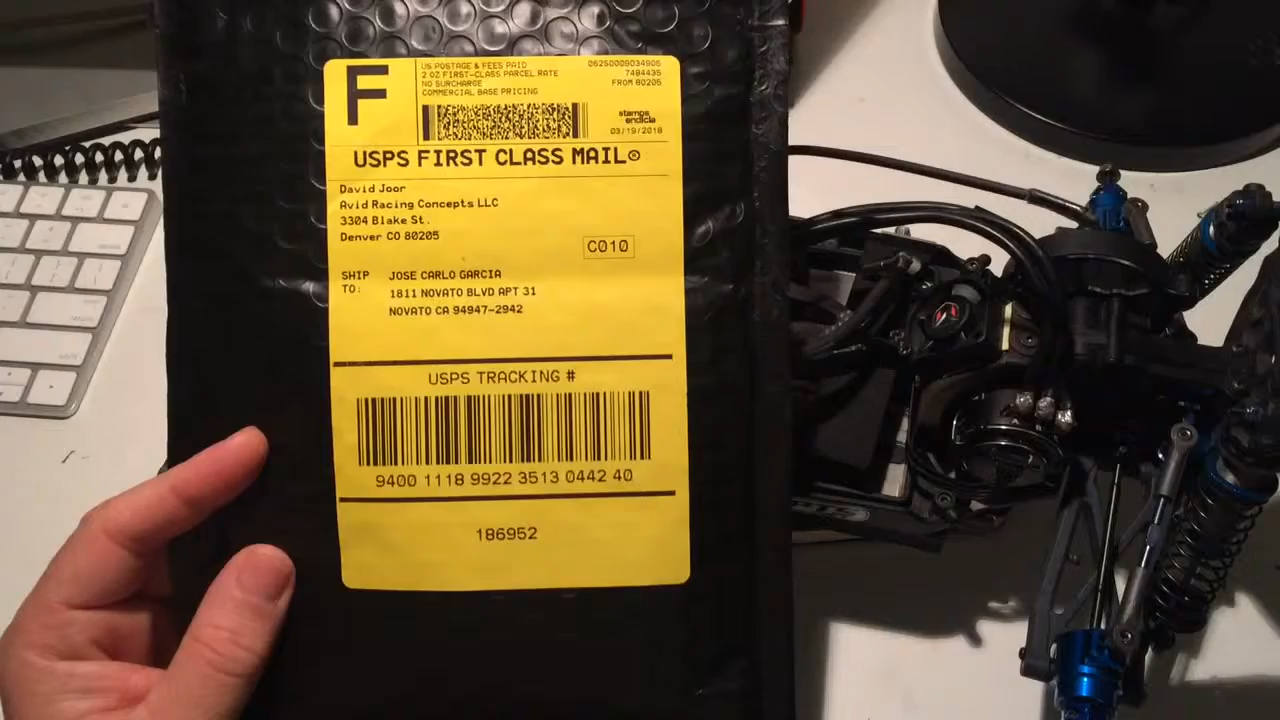 F
US POSTAGE & FEES PAID
2 OZ FIRST-CLASS PARCEL RATE
NO SURCHARGE
COMMERCIAL BASE PRICING
062S0009034906
7484435
FROM 80205
stamps
endicia
03/19/2018
USPS FIRST CLASS MAIL®
David Joor
Avid Racing Concepts LLC
3304 Blake St.
Denver CO 80205
C010
SHIP TO:
JOSE CARLO GARCIA
1811 NOVATO BLVD APT 31
NOVATO CA 94947-2942
USPS TRACKING #
9400 1118 9922 3513 0442 40
186952